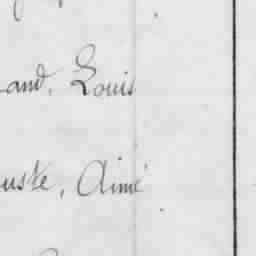 and, Louis
uste, Aimé